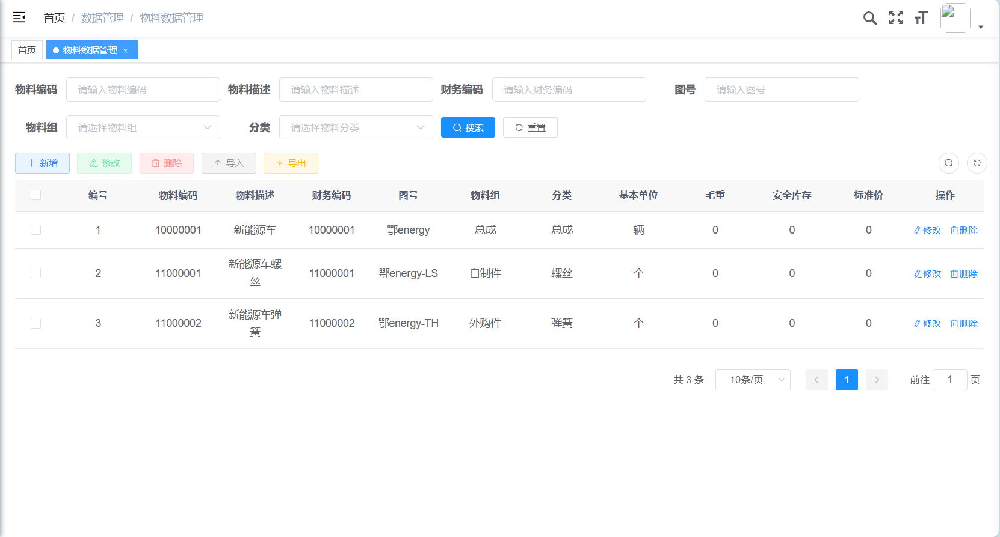 首页 / 数据管理 / 物料数据管理
首页 物料数据管理 ×
物料编码 请输入物料编码 物料描述 请输入物料描述 财务编码 请输入财务编码 图号 请输入图号
物料组 请选择物料组 分类 请选择物料分类 搜索 重置
新增 修改 删除 导入 导出
编号 物料编码 物料描述 财务编码 图号 物料组 分类 基本单位 毛重 安全库存 标准价 操作
1 10000001 新能源车 10000001 鄂energy 总成 总成 辆 0 0 0 修改 删除
2 11000001 新能源车螺丝 11000001 鄂energy-LS 自制件 螺丝 个 0 0 0 修改 删除
3 11000002 新能源车弹簧 11000002 鄂energy-TH 外购件 弹簧 个 0 0 0 修改 删除
共 3 条 10条/页 1 前往 1 页